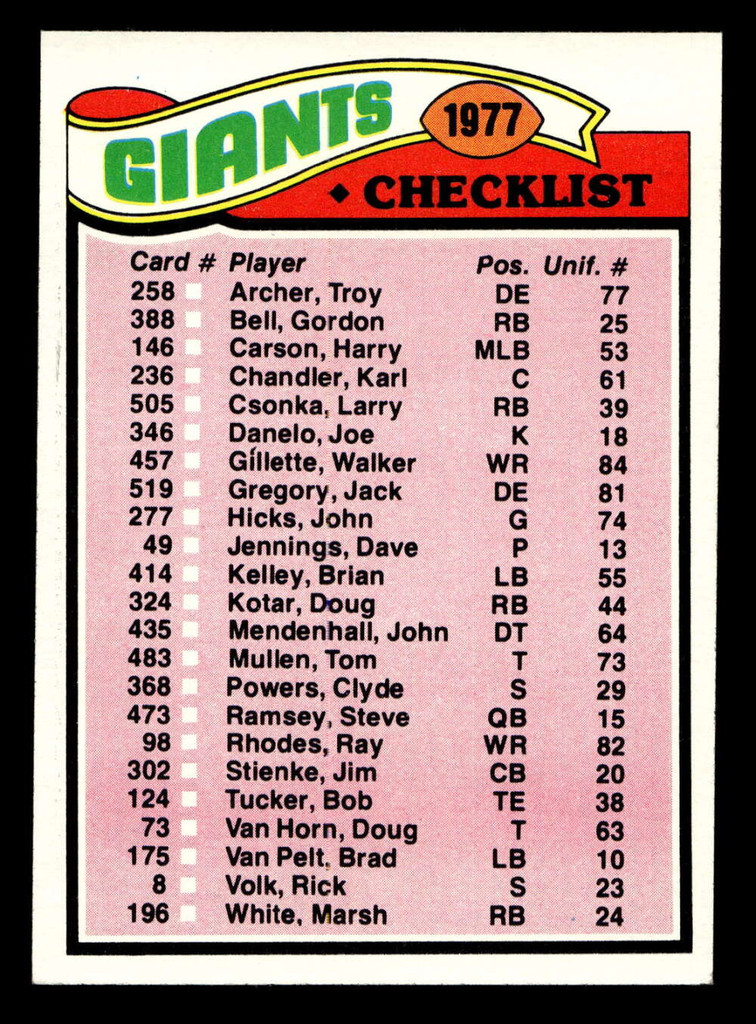 GIANTS 1977
♦ CHECKLIST
Card # Player Pos. Unif. #
258 Archer, Troy DE 77
388 Bell, Gordon RB 25
146 Carson, Harry MLB 53
236 Chandler, Karl C 61
505 Csonka, Larry RB 39
346 Danelo, Joe K 18
457 Gillette, Walker WR 84
519 Gregory, Jack DE 81
277 Hicks, John G 74
49 Jennings, Dave P 13
414 Kelley, Brian LB 55
324 Kotar, Doug RB 44
435 Mendenhall, John DT 64
483 Mullen, Tom T 73
368 Powers, Clyde S 29
473 Ramsey, Steve QB 15
98 Rhodes, Ray WR 82
302 Stienke, Jim CB 20
124 Tucker, Bob TE 38
73 Van Horn, Doug T 63
175 Van Pelt, Brad LB 10
8 Volk, Rick S 23
196 White, Marsh RB 24